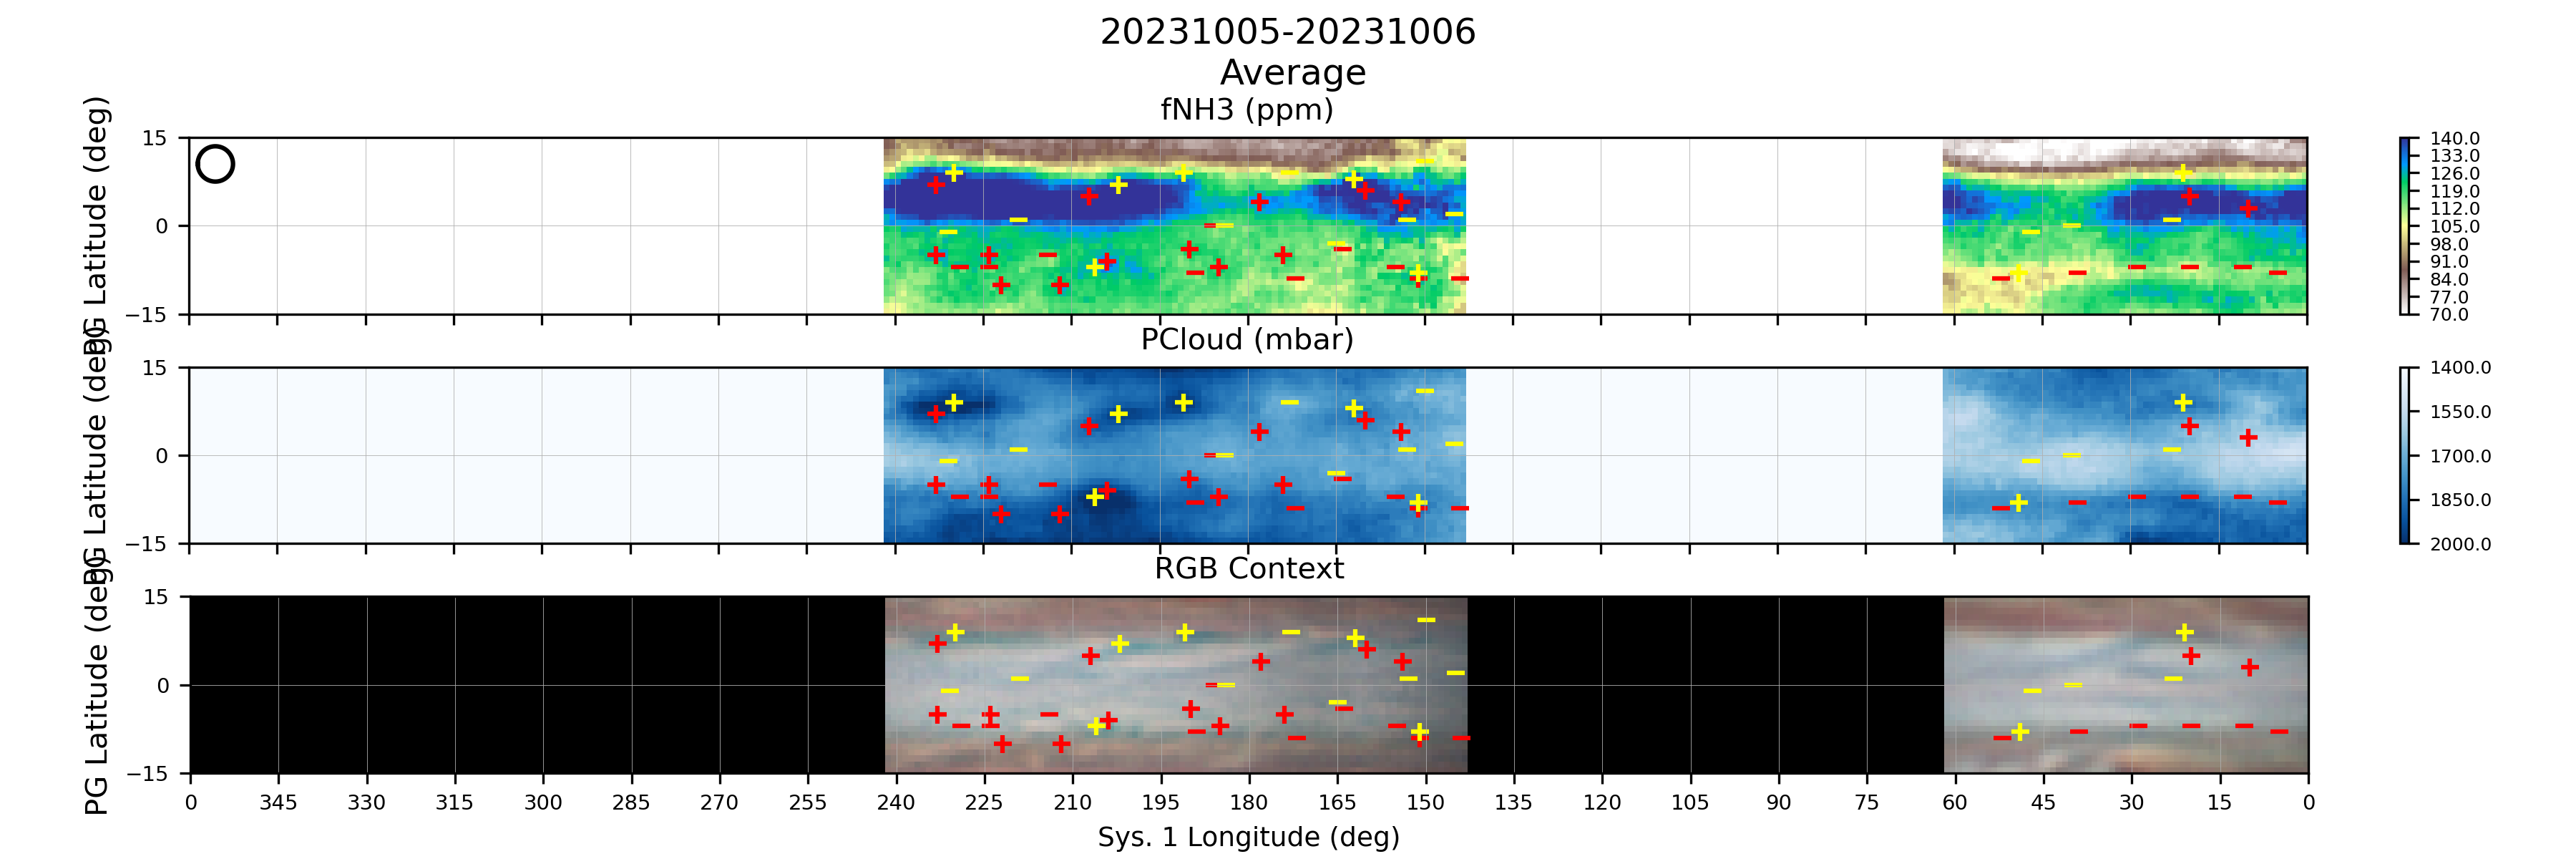 20231005-20231006
Average
fNH3 (ppm)
PG Latitude (deg)
15
0
−15
140.0
133.0
126.0
119.0
112.0
105.0
98.0
91.0
84.0
77.0
70.0
PCloud (mbar)
PG Latitude (deg)
15
0
−15
1400.0
1550.0
1700.0
1850.0
2000.0
RGB Context
PG Latitude (deg)
15
0
−15
0 345 330 315 300 285 270 255 240 225 210 195 180 165 150 135 120 105 90 75 60 45 30 15 0
Sys. 1 Longitude (deg)